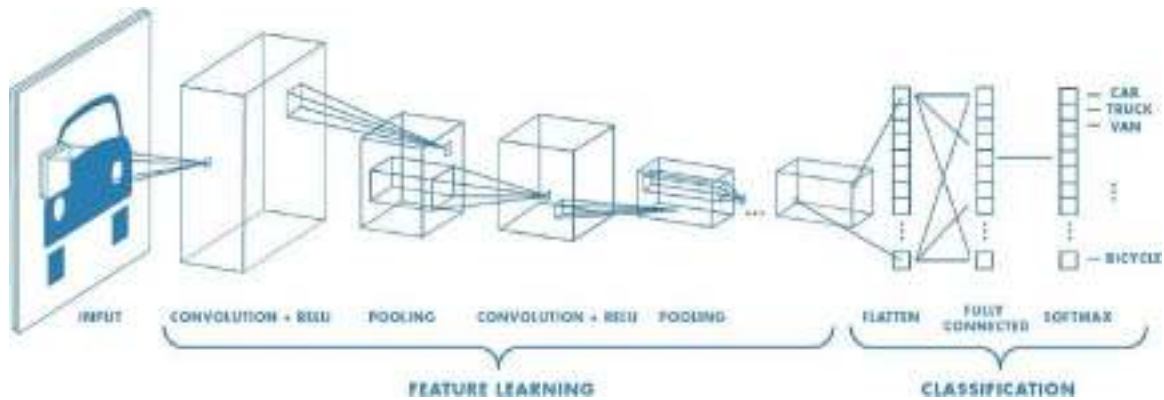 CAR
TRUCK
VAN
BICYCLE
INPUT
CONVOLUTION + RELU
POOLING
CONVOLUTION + RELU
POOLING
FLATTEN
FULLY
CONNECTED
SOFTMAX
FEATURE LEARNING
CLASSIFICATION